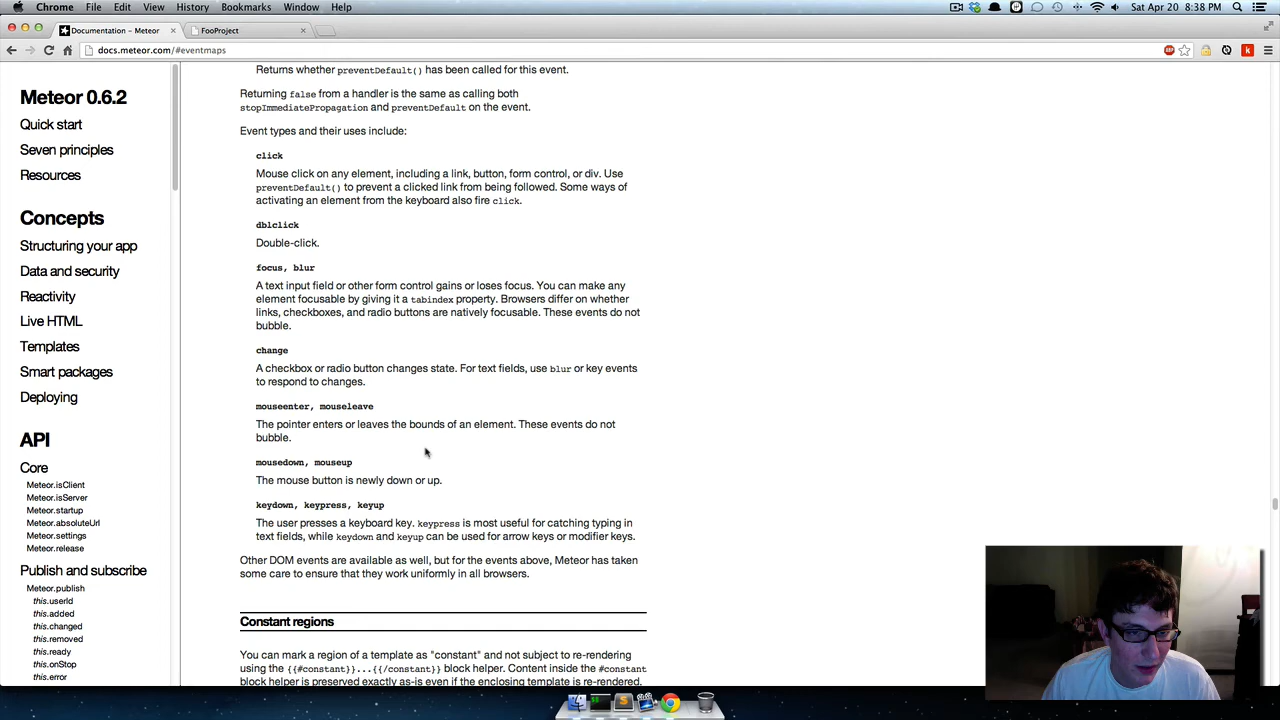 Chrome File Edit View History Bookmarks Window Help Sat Apr 20 8:38 PM
Documentation - Meteor FooProject
docs.meteor.com/#eventmaps
Meteor 0.6.2
Quick start
Seven principles
Resources
Concepts
Structuring your app
Data and security
Reactivity
Live HTML
Templates
Smart packages
Deploying
API
Core
Meteor.isClient
Meteor.isServer
Meteor.startup
Meteor.absoluteUrl
Meteor.settings
Meteor.release
Publish and subscribe
Meteor.publish
this.userId
this.added
this.changed
this.removed
this.ready
this.onStop
this.error
Returns whether preventDefault() has been called for this event.
Returning false from a handler is the same as calling both
stopImmediatePropagation and preventDefault on the event.
Event types and their uses include:
click
Mouse click on any element, including a link, button, form control, or div. Use
preventDefault() to prevent a clicked link from being followed. Some ways of
activating an element from the keyboard also fire click.
dblclick
Double-click.
focus, blur
A text input field or other form control gains or loses focus. You can make any
element focusable by giving it a tabindex property. Browsers differ on whether
links, checkboxes, and radio buttons are natively focusable. These events do not
bubble.
change
A checkbox or radio button changes state. For text fields, use blur or key events
to respond to changes.
mouseenter, mouseleave
The pointer enters or leaves the bounds of an element. These events do not
bubble.
mousedown, mouseup
The mouse button is newly down or up.
keydown, keypress, keyup
The user presses a keyboard key. keypress is most useful for catching typing in
text fields, while keydown and keyup can be used for arrow keys or modifier keys.
Other DOM events are available as well, but for the events above, Meteor has taken
some care to ensure that they work uniformly in all browsers.
Constant regions
You can mark a region of a template as "constant" and not subject to re-rendering
using the {{#constant}}...{{/constant}} block helper. Content inside the #constant
block helper is preserved exactly as-is even if the enclosing template is re-rendered.